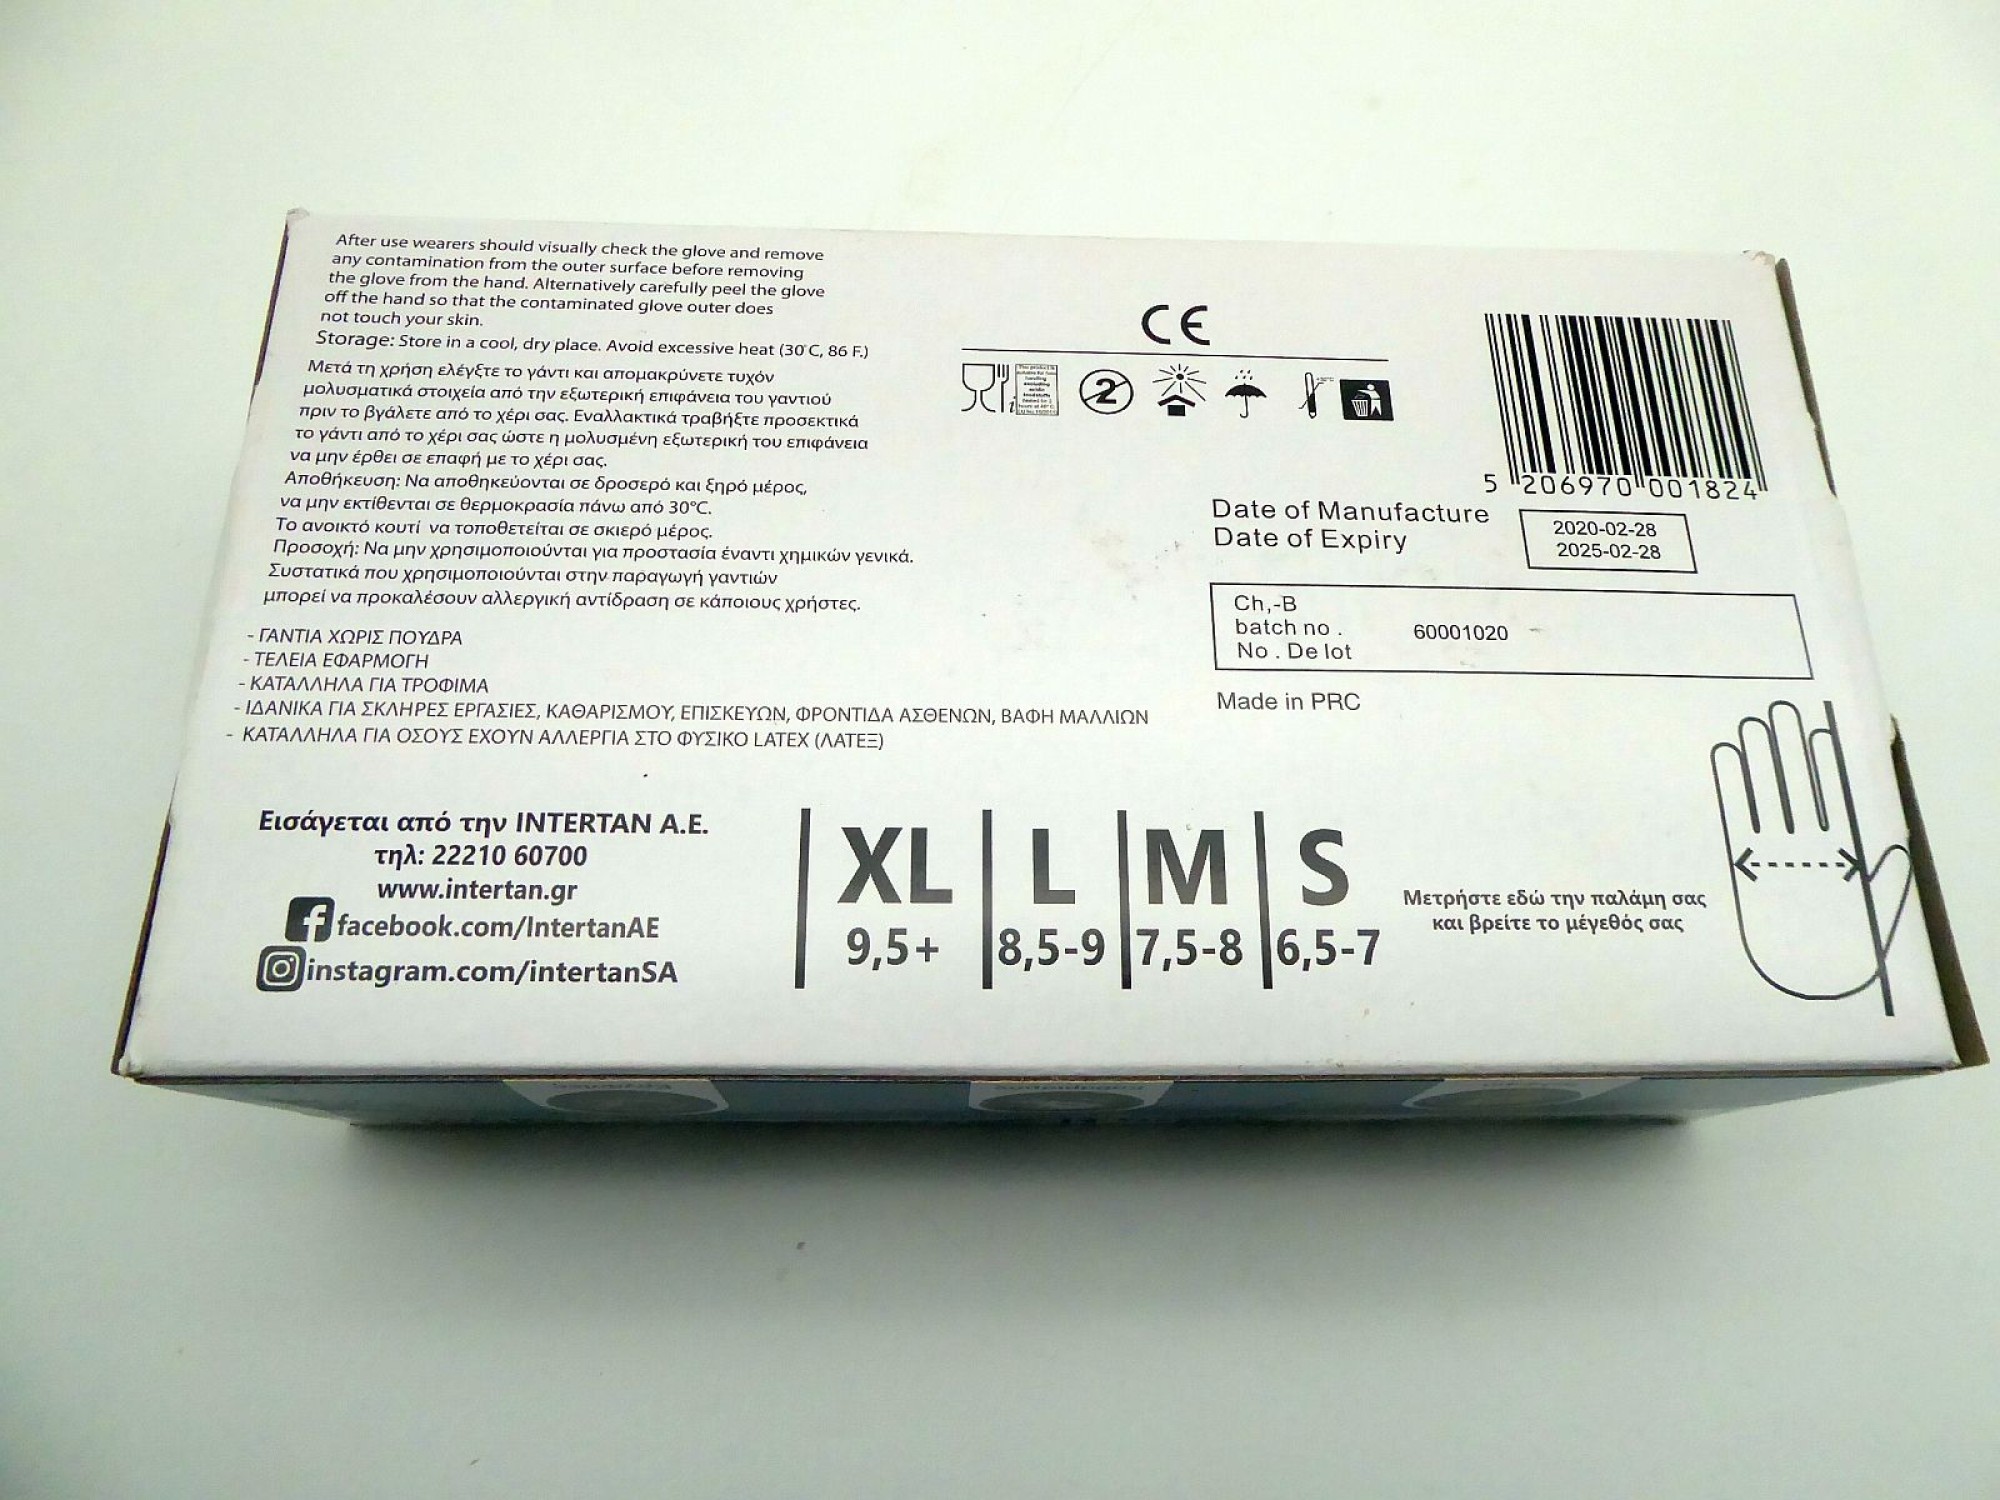 After use wearers should visually check the glove and remove
any contamination from the outer surface before removing
the glove from the hand. Alternatively carefully peel the glove
off the hand so that the contaminated glove outer does
not touch your skin.
Storage: Store in a cool, dry place. Avoid excessive heat (30°C, 86 F.)
Μετά τη χρήση ελέγξτε το γάντι και απομακρύνετε τυχόν
μολυσματικά στοιχεία από την εξωτερική επιφάνεια του γαντιού
πριν το βγάλετε από το χέρι σας. Εναλλακτικά τραβήξτε προσεκτικά
το γάντι από το χέρι σας ώστε η μολυσμένη εξωτερική του επιφάνεια
να μην έρθει σε επαφή με το χέρι σας.
Αποθήκευση: Να αποθηκεύονται σε δροσερό και ξηρό μέρος,
να μην εκτίθενται σε θερμοκρασία πάνω από 30°C.
Το ανοικτό κουτί να τοποθετείται σε σκιερό μέρος.
Προσοχή: Να μην χρησιμοποιούνται για προστασία έναντι χημικών γενικά.
Συστατικά που χρησιμοποιούνται στην παραγωγή γαντιών
μπορεί να προκαλέσουν αλλεργική αντίδραση σε κάποιους χρήστες.
- ΓΑΝΤΙΑ ΧΩΡΙΣ ΠΟΥΔΡΑ
- ΤΕΛΕΙΑ ΕΦΑΡΜΟΓΗ
- ΚΑΤΑΛΛΗΛΑ ΓΙΑ ΤΡΟΦΙΜΑ
- ΙΔΑΝΙΚΑ ΓΙΑ ΣΚΛΗΡΕΣ ΕΡΓΑΣΙΕΣ, ΚΑΘΑΡΙΣΜΟΥ, ΕΠΙΣΚΕΥΩΝ, ΦΡΟΝΤΙΔΑ ΑΣΘΕΝΩΝ, ΒΑΦΗ ΜΑΛΛΙΩΝ
- ΚΑΤΑΛΛΗΛΑ ΓΙΑ ΟΣΟΥΣ ΕΧΟΥΝ ΑΛΛΕΡΓΙΑ ΣΤΟ ΦΥΣΙΚΟ LATEX (ΛΑΤΕΞ)
CE
2
5 206970 001824
Date of Manufacture 2020-02-28
Date of Expiry 2025-02-28
Ch,-B
batch no . 60001020
No . De lot
Made in PRC
Εισάγεται από την INTERTAN A.E.
τηλ: 22210 60700
www.intertan.gr
facebook.com/IntertanAE
instagram.com/intertanSA
XL L M S
9,5+ 8,5-9 7,5-8 6,5-7
Μετρήστε εδώ την παλάμη σας
και βρείτε το μέγεθός σας